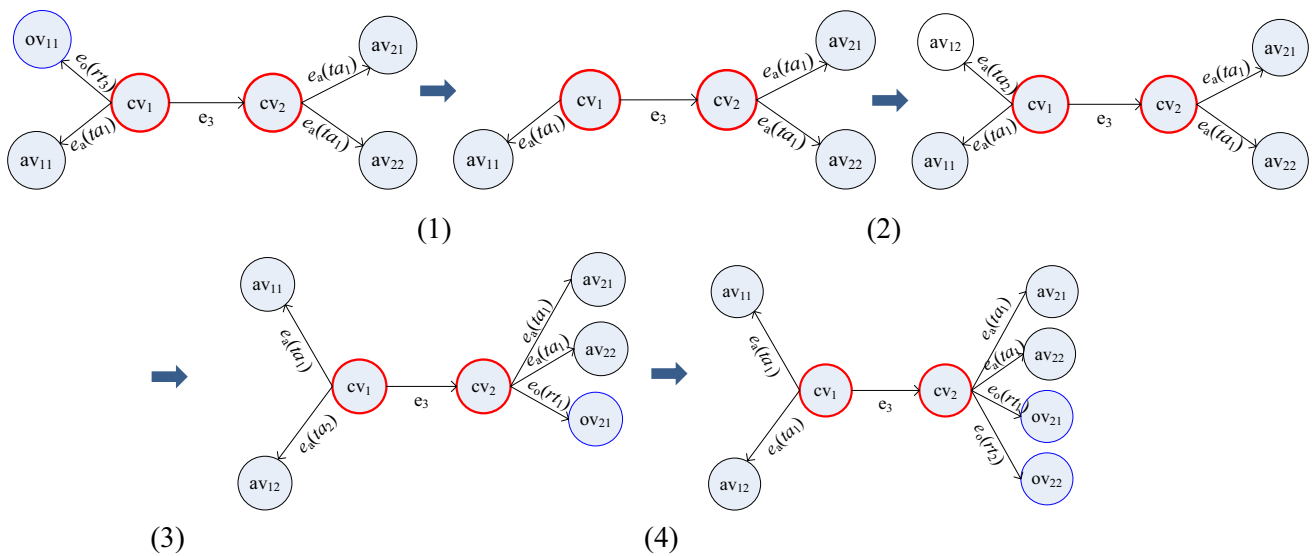 ov₁₁
eₒ(rt₃)
cv₁
e₃
cv₂
eₐ(ta₁)
av₂₁
eₐ(ta₁)
av₁₁
eₐ(ta₁)
av₂₂
cv₁
e₃
cv₂
eₐ(ta₁)
av₂₁
eₐ(ta₁)
av₁₁
eₐ(ta₁)
av₂₂
av₁₂
eₐ(ta₂)
cv₁
e₃
cv₂
eₐ(ta₁)
av₂₁
eₐ(ta₁)
av₁₁
eₐ(ta₁)
av₂₂
(1)
(2)
av₁₁
eₐ(ta₁)
cv₁
e₃
cv₂
eₐ(ta₁)
av₂₁
eₐ(ta₁)
av₂₂
eₒ(rt₁)
ov₂₁
eₐ(ta₂)
av₁₂
av₁₁
eₐ(ta₁)
cv₁
e₃
cv₂
eₐ(ta₁)
av₂₁
eₐ(ta₁)
av₂₂
eₒ(rt₁)
ov₂₁
eₒ(rt₂)
ov₂₂
eₐ(ta₁)
av₁₂
(3)
(4)